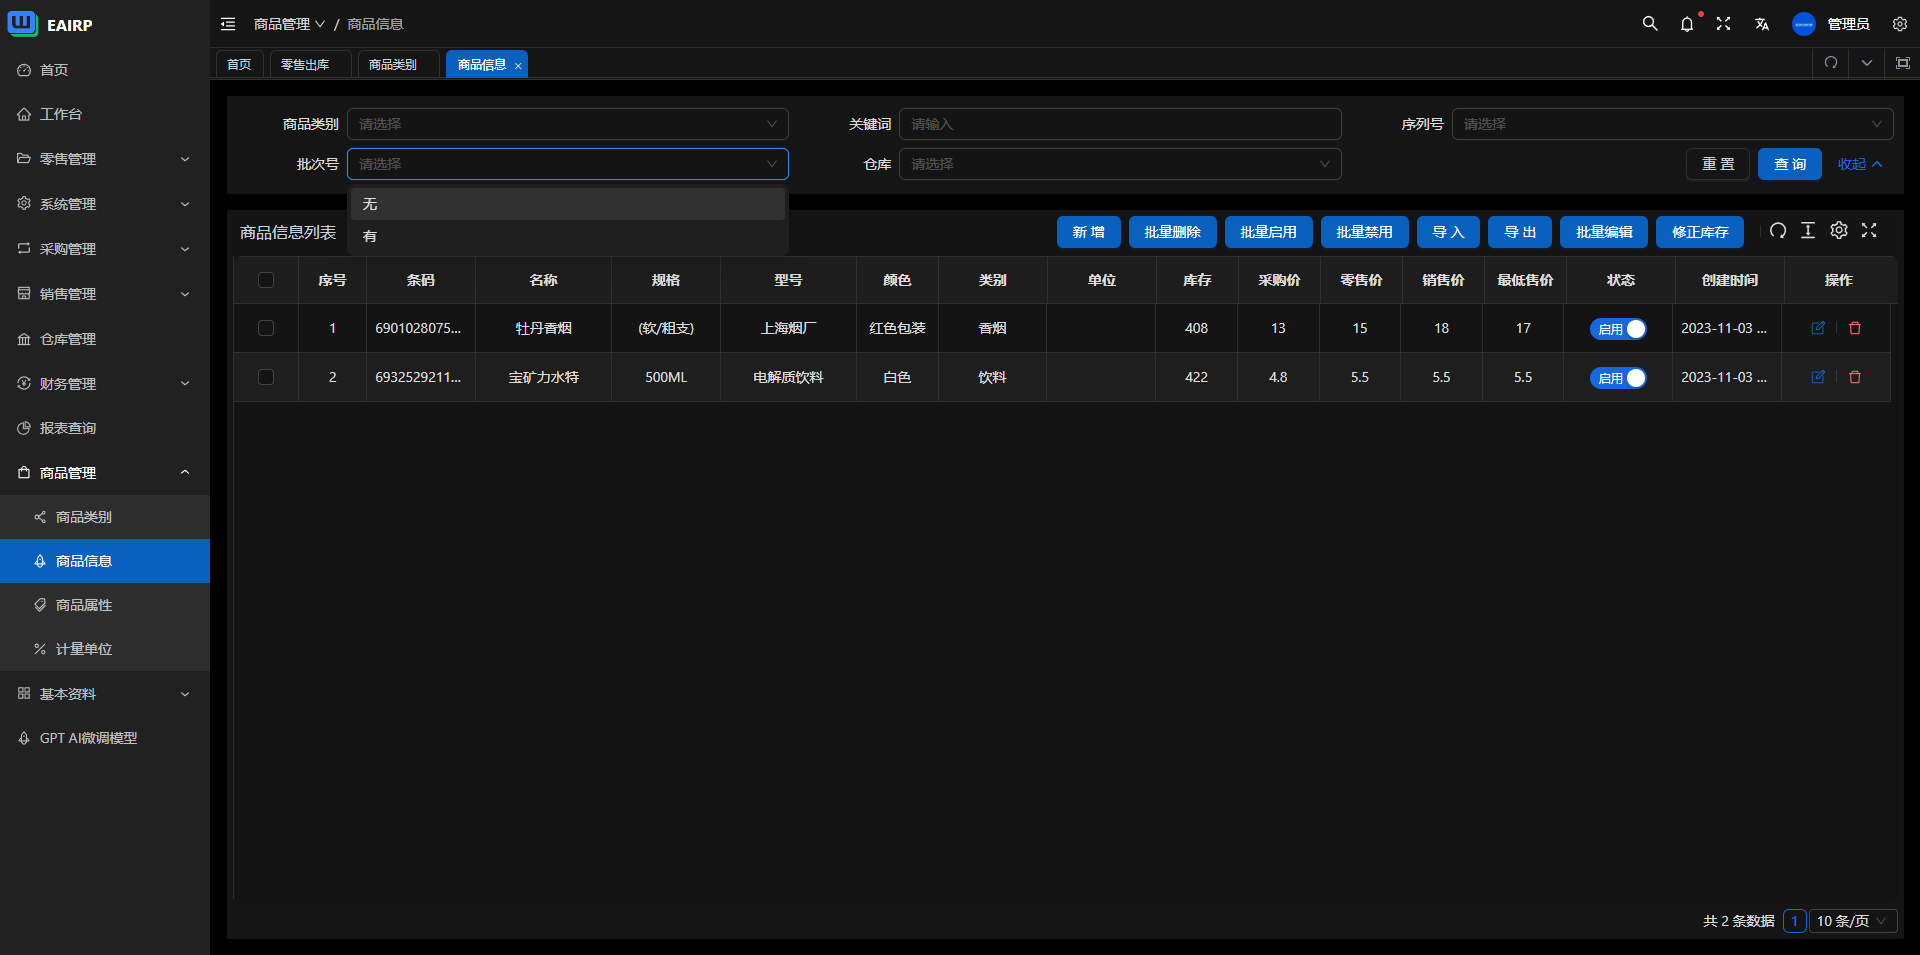 EAIRP
首页
工作台
零售管理
系统管理
采购管理
销售管理
仓库管理
财务管理
报表查询
商品管理
商品类别
商品信息
商品属性
计量单位
基本资料
GPT AI微调模型
商品管理 / 商品信息
管理员
首页 零售出库 商品类别 商品信息 ×
商品类别 请选择 关键词 请输入 序列号 请选择
批次号 请选择 仓库 请选择 重 置 查 询 收起
无
有
商品信息列表 新 增 批量删除 批量启用 批量禁用 导 入 导 出 批量编辑 修正库存
序号 条码 名称 规格 型号 颜色 类别 单位 库存 采购价 零售价 销售价 最低售价 状态 创建时间 操作
1 6901028075... 牡丹香烟 (软/粗支) 上海烟厂 红色包装 香烟 408 13 15 18 17 启用 2023-11-03 ...
2 6932529211... 宝矿力水特 500ML 电解质饮料 白色 饮料 422 4.8 5.5 5.5 5.5 启用 2023-11-03 ...
共 2 条数据 1 10 条/页